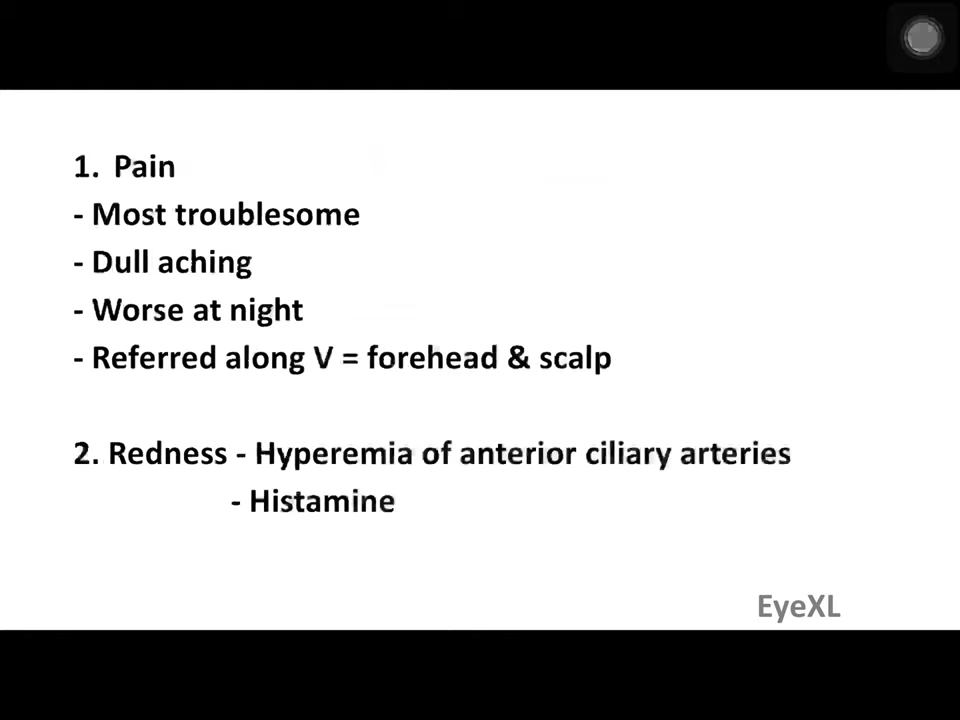 1. Pain
- Most troublesome
- Dull aching
- Worse at night
- Referred along V = forehead & scalp
2. Redness - Hyperemia of anterior ciliary arteries
- Histamine
EyeXL